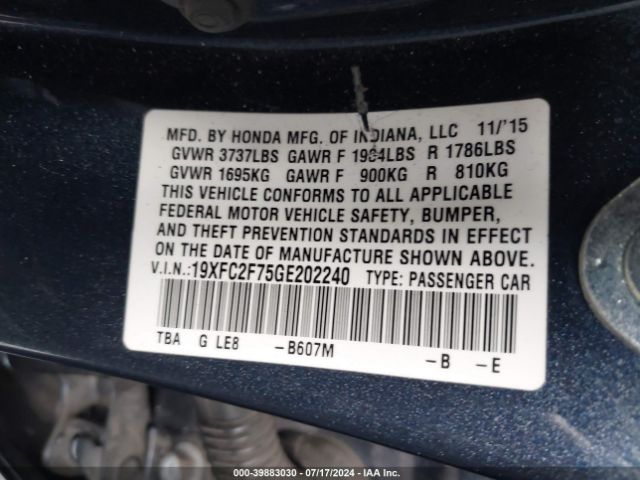 MFD. BY HONDA MFG. OF INDIANA, LLC 11/'15
GVWR 3737LBS GAWR F 1984LBS R 1786LBS
GVWR 1695KG GAWR F 900KG R 810KG
THIS VEHICLE CONFORMS TO ALL APPLICABLE
FEDERAL MOTOR VEHICLE SAFETY, BUMPER,
AND THEFT PREVENTION STANDARDS IN EFFECT
ON THE DATE OF MANUFACTURE SHOWN ABOVE.
V.I.N.:19XFC2F75GE202240 TYPE: PASSENGER CAR
TBA G LE8 -B607M -B -E
000-39883030 - 07/17/2024 - IAA Inc.